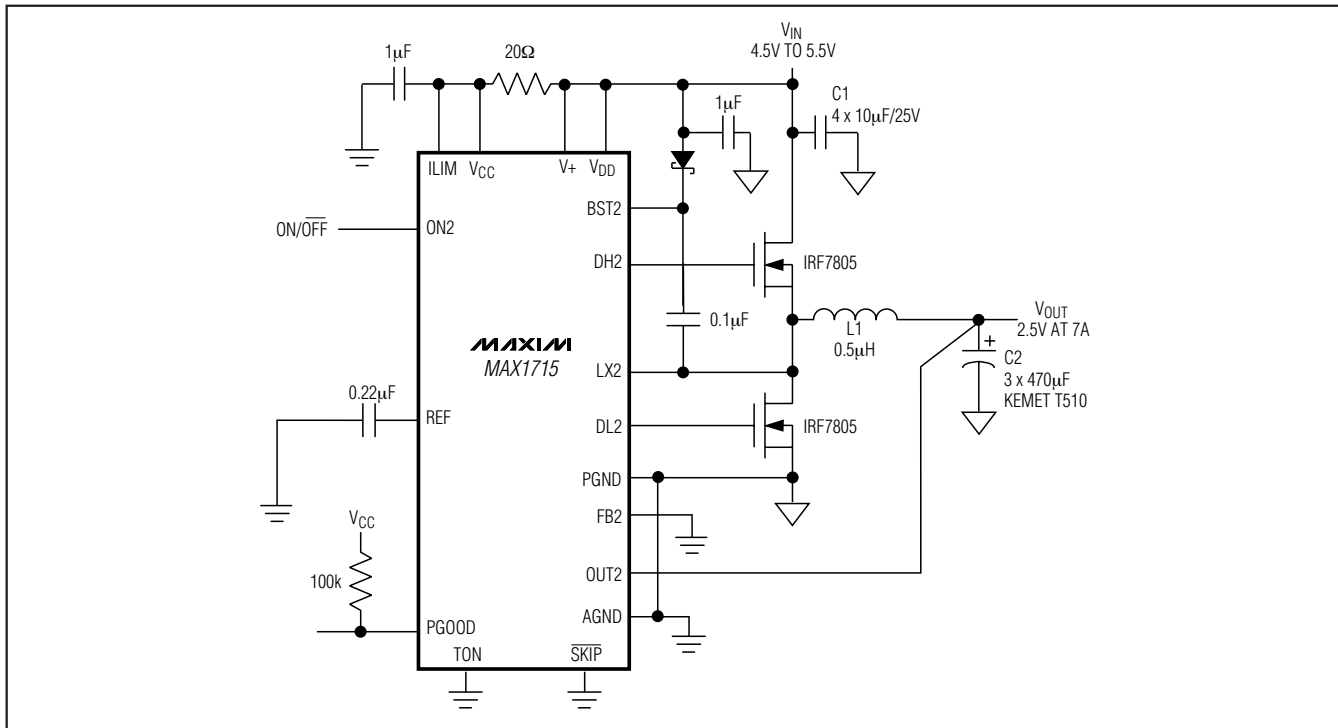 VIN
4.5V TO 5.5V
1μF
20Ω
1μF
C1
4 x 10μF/25V
ILIM
VCC
V+
VDD
BST2
ON/OFF
ON2
DH2
IRF7805
VOUT
2.5V AT 7A
L1
0.5μH
0.1μF
+
C2
3 x 470μF
KEMET T510
MAXIM
MAX1715
LX2
0.22μF
REF
DL2
IRF7805
PGND
VCC
FB2
100k
OUT2
AGND
PGOOD
TON
SKIP